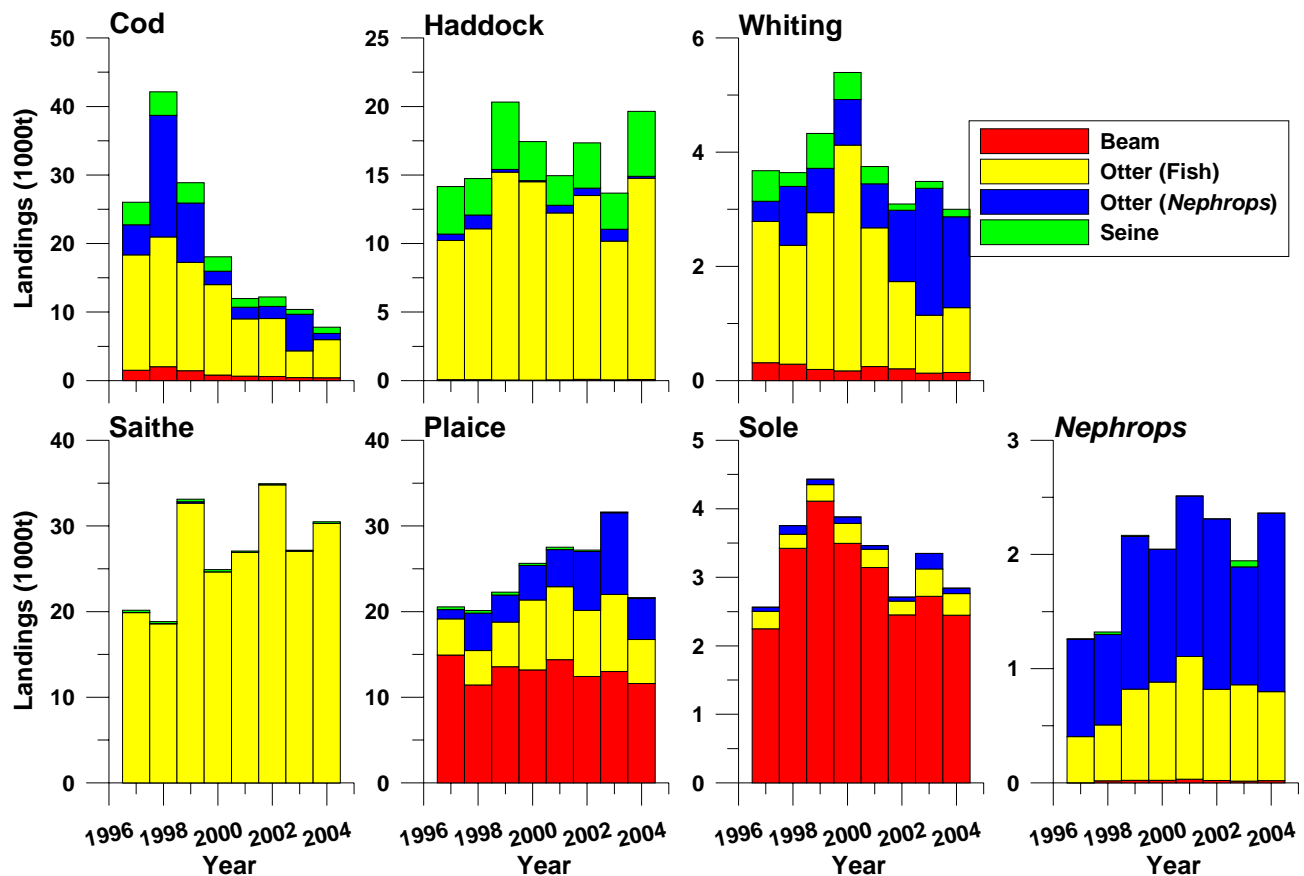 Cod
Haddock
Whiting
50
40
30
20
10
0
Landings (1000t)
25
20
15
10
5
0
6
4
2
0
Beam
Otter (Fish)
Otter (Nephrops)
Seine
Saithe
Plaice
Sole
Nephrops
40
30
20
10
0
Landings (1000t)
40
30
20
10
0
5
4
3
2
1
0
3
2
1
0
1996 1998 2000 2002 2004
Year
1996 1998 2000 2002 2004
Year
1996 1998 2000 2002 2004
Year
1996 1998 2000 2002 2004
Year